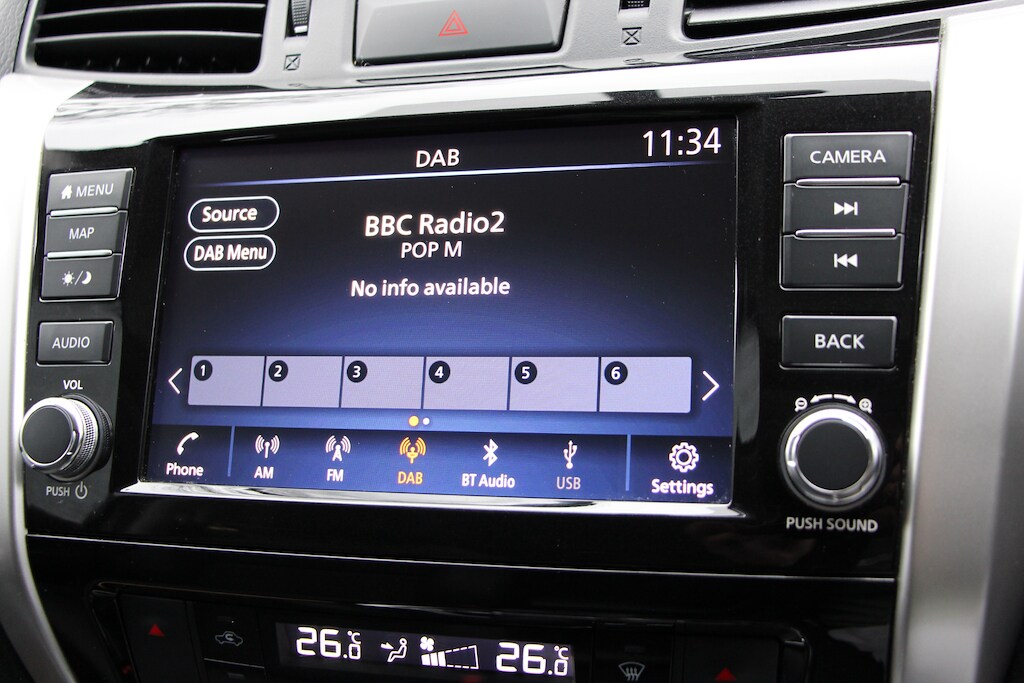 DAB
11:34
Source
DAB Menu
BBC Radio2
POP M
No info available
1 2 3 4 5 6
Phone AM FM DAB BT Audio USB Settings
MENU
MAP
AUDIO
VOL
PUSH
CAMERA
BACK
PUSH SOUND
26.0°C 26.0°C